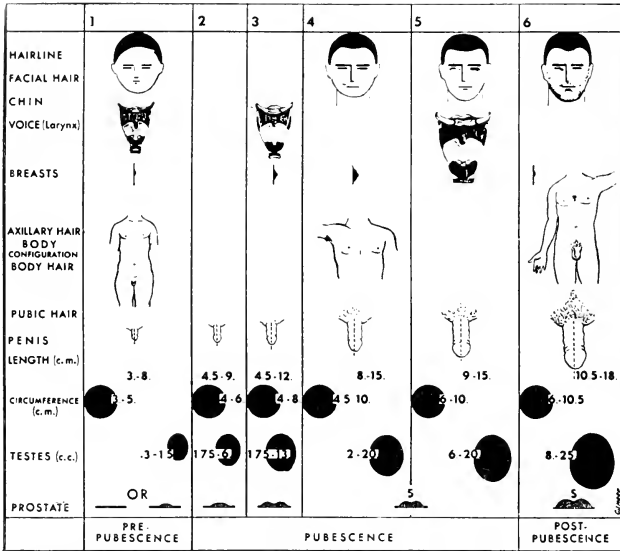 1 2 3 4 5 6
HAIRLINE
FACIAL HAIR
CHIN
VOICE (Larynx)
BREASTS
AXILLARY HAIR
BODY
CONFIGURATION
BODY HAIR
PUBIC HAIR
PENIS
LENGTH (c.m.)
3.-8. 4.5-9. 4.5-12. 8.-15. 9-15. 10.5-18.
CIRCUMFERENCE
(c.m.)
3-5. 4-6 4-8 4.5 10. 6-10. 6.-10.5
TESTES (c.c.) .3-1.5 1.75-6 1.75-13 2-20 6-20 8.-25
OR S S
PROSTATE
PRE-
PUBESCENCE
PUBESCENCE
POST-
PUBESCENCE